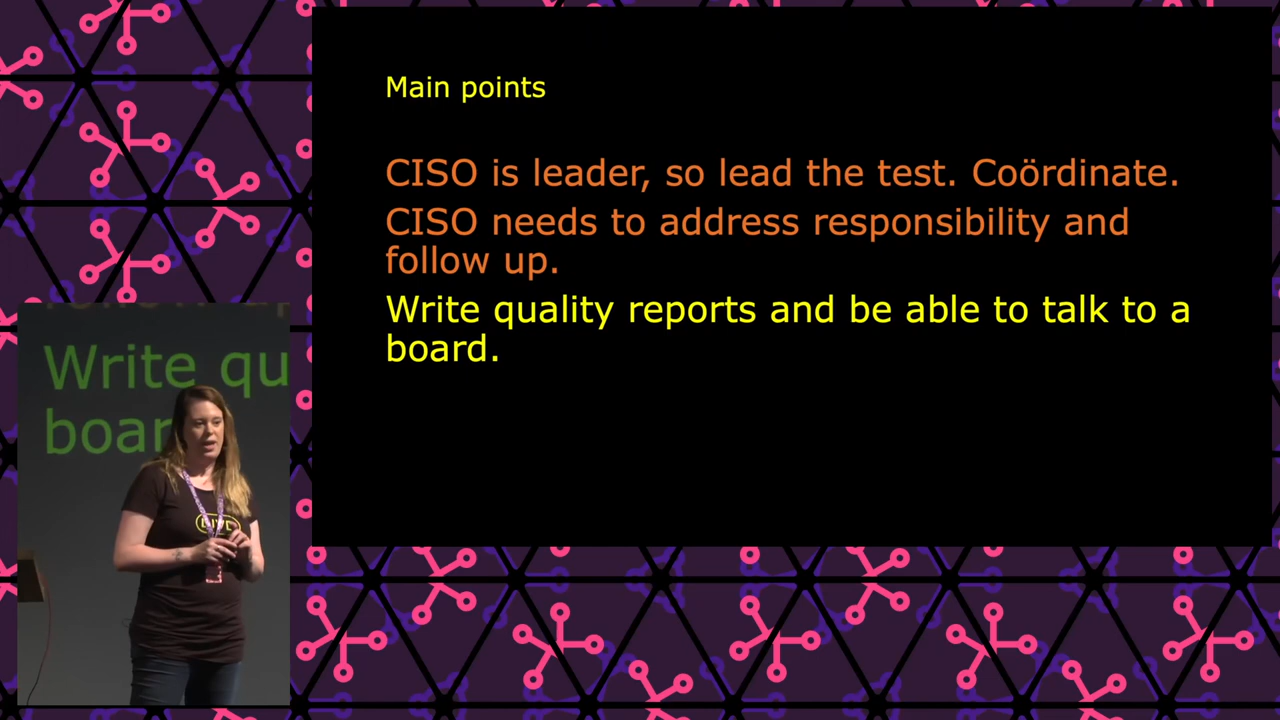 Main points
CISO is leader, so lead the test. Coördinate.
CISO needs to address responsibility and
follow up.
Write quality reports and be able to talk to a
board.
Write qu
boar